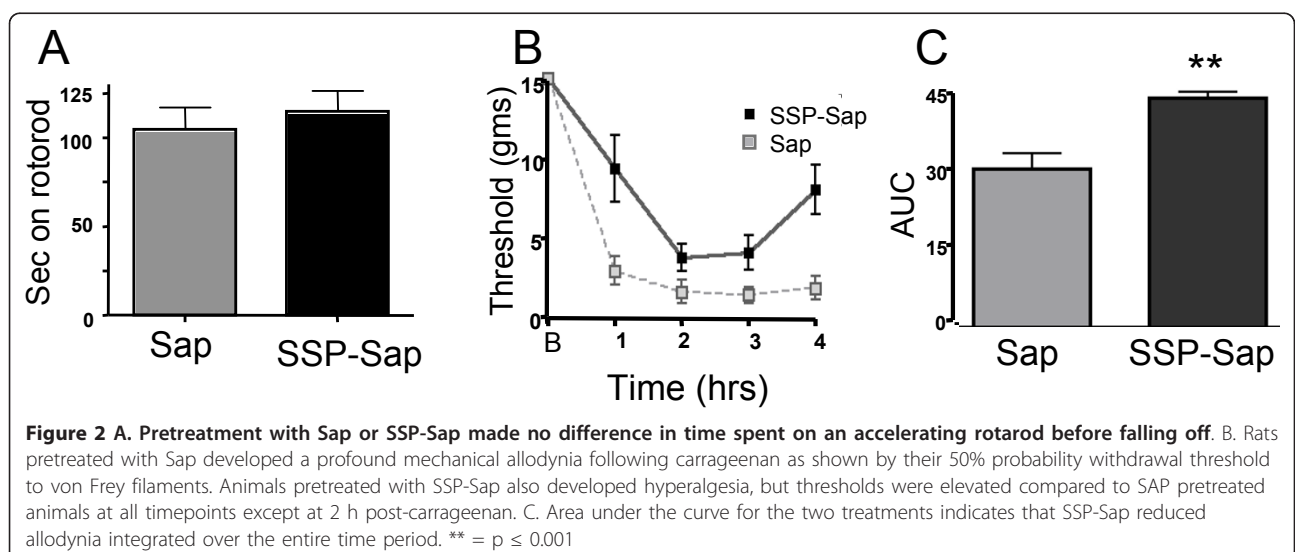 A
125
100
50
0
Sec on rotorod
Sap
SSP-Sap
B
15
10
5
0
Threshold (gms)
SSP-Sap
Sap
B
1
2
3
4
Time (hrs)
C
**
45
30
15
0
AUC
Sap
SSP-Sap
Figure 2 A. Pretreatment with Sap or SSP-Sap made no difference in time spent on an accelerating rotarod before falling off. B. Rats
pretreated with Sap developed a profound mechanical allodynia following carrageenan as shown by their 50% probability withdrawal threshold
to von Frey filaments. Animals pretreated with SSP-Sap also developed hyperalgesia, but thresholds were elevated compared to SAP pretreated
animals at all timepoints except at 2 h post-carrageenan. C. Area under the curve for the two treatments indicates that SSP-Sap reduced
allodynia integrated over the entire time period. ** = p ≤ 0.001